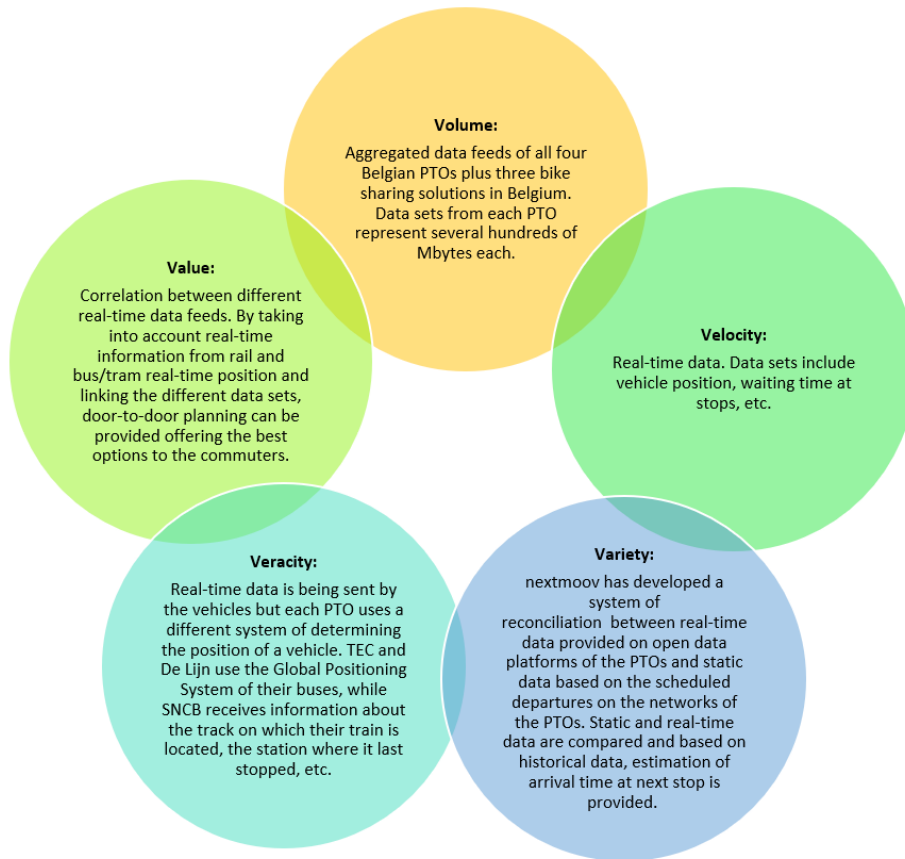 Volume:
Aggregated data feeds of all four
Belgian PTOs plus three bike
sharing solutions in Belgium.
Data sets from each PTO
represent several hundreds of
Mbytes each.
Velocity:
Real-time data. Data sets include
vehicle position, waiting time at
stops, etc.
Variety:
nextmoov has developed a
system of
reconciliation  between real-time
data provided on open data
platforms of the PTOs and static
data based on the scheduled
departures on the networks of
the PTOs. Static and real-time
data are compared and based on
historical data, estimation of
arrival time at next stop is
provided.
Veracity:
Real-time data is being sent by
the vehicles but each PTO uses a
different system of determining
the position of a vehicle. TEC and
De Lijn use the Global Positioning
System of their buses, while
SNCB receives information about
the track on which their train is
located, the station where it last
stopped, etc.
Value:
Correlation between different
real-time data feeds. By taking
into account real-time
information from rail and
bus/tram real-time position and
linking the different data sets,
door-to-door planning can be
provided offering the best
options to the commuters.